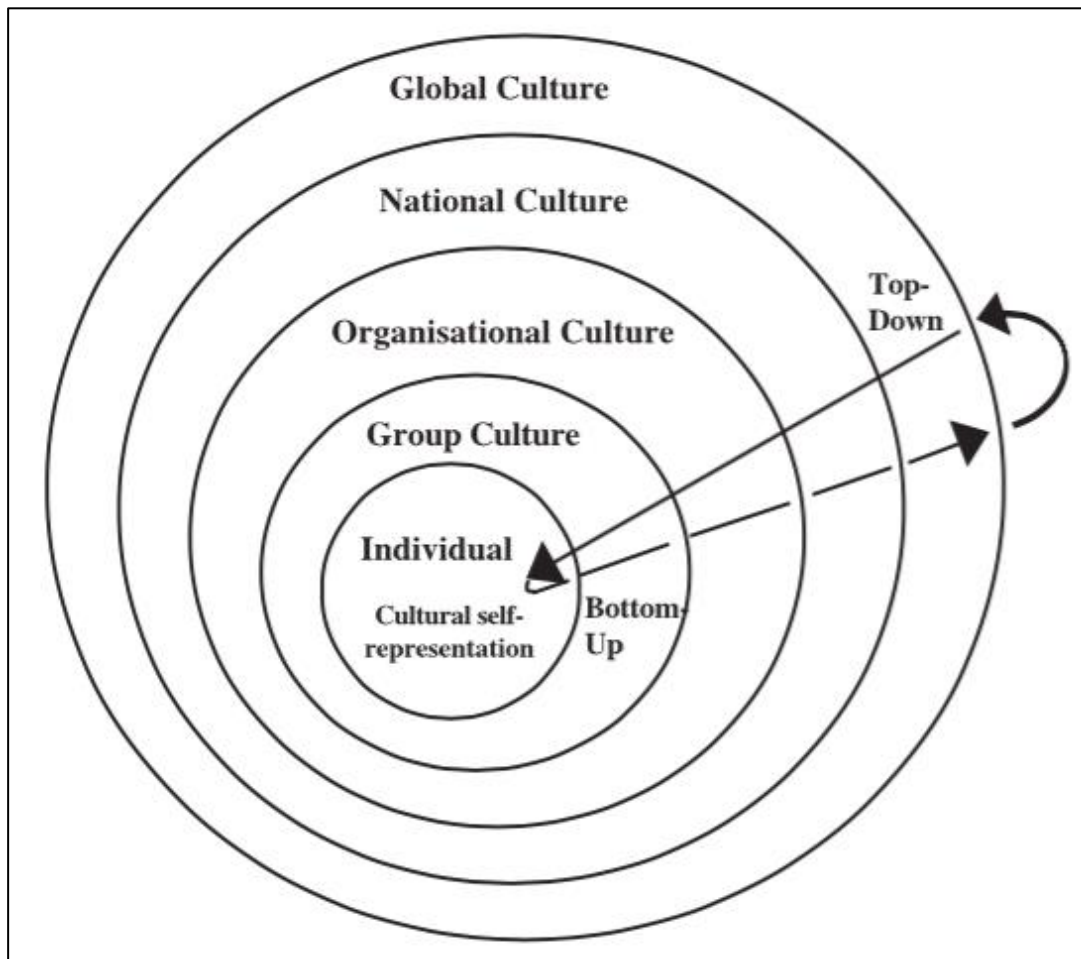 Global Culture
National Culture
Top-
Down
Organisational Culture
Group Culture
Individual
Cultural self-
representation
Bottom-
Up